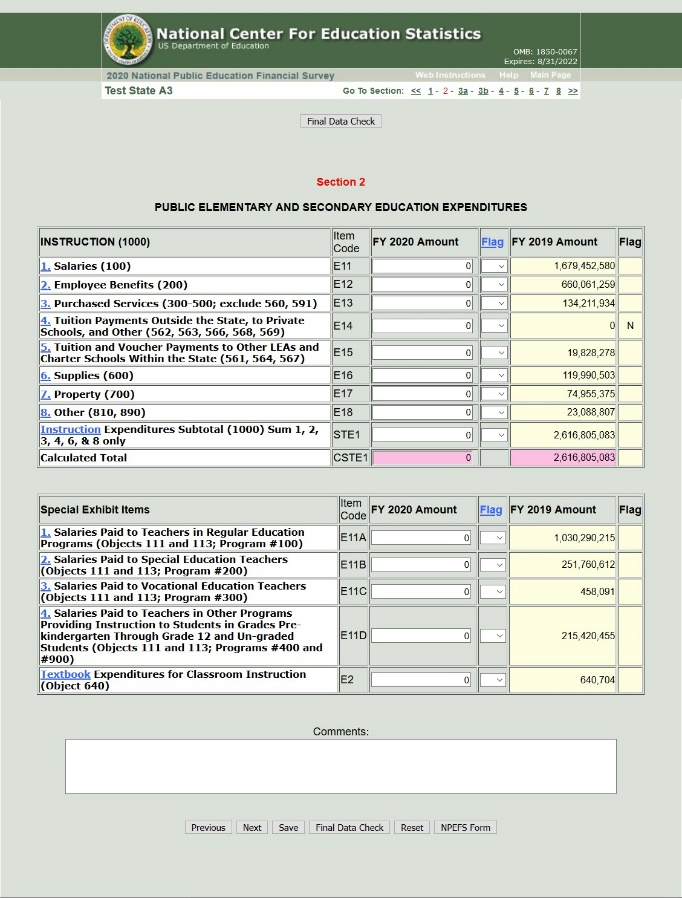 National Center For Education Statistics
US Department of Education
OMB: 1850-0067
Expires: 8/31/2022
2020 National Public Education Financial Survey
Web Instructions Help Main Page
Test State A3
Go To Section: << 1 - 2 - 3a - 3b - 4 - 5 - 6 - 7 8 >>
Final Data Check
Section 2
PUBLIC ELEMENTARY AND SECONDARY EDUCATION EXPENDITURES
INSTRUCTION (1000) Item Code FY 2020 Amount Flag FY 2019 Amount Flag
1. Salaries (100) E11 0 1,679,452,580
2. Employee Benefits (200) E12 0 660,061,259
3. Purchased Services (300-500; exclude 560, 591) E13 0 134,211,934
4. Tuition Payments Outside the State, to Private
Schools, and Other (562, 563, 566, 568, 569) E14 0 0 N
5. Tuition and Voucher Payments to Other LEAs and
Charter Schools Within the State (561, 564, 567) E15 0 19,828,278
6. Supplies (600) E16 0 119,990,503
7. Property (700) E17 0 74,955,375
8. Other (810, 890) E18 0 23,088,807
Instruction Expenditures Subtotal (1000) Sum 1, 2,
3, 4, 6, & 8 only STE1 0 2,616,805,083
Calculated Total CSTE1 0 2,616,805,083
Special Exhibit Items Item Code FY 2020 Amount Flag FY 2019 Amount Flag
1. Salaries Paid to Teachers in Regular Education
Programs (Objects 111 and 113; Program #100) E11A 0 1,030,290,215
2. Salaries Paid to Special Education Teachers
(Objects 111 and 113; Program #200) E11B 0 251,760,612
3. Salaries Paid to Vocational Education Teachers
(Objects 111 and 113; Program #300) E11C 0 458,091
4. Salaries Paid to Teachers in Other Programs
Providing Instruction to Students in Grades Pre-
kindergarten Through Grade 12 and Un-graded
Students (Objects 111 and 113; Programs #400 and
#900) E11D 0 215,420,455
Textbook Expenditures for Classroom Instruction
(Object 640) E2 0 640,704
Comments:
Previous Next Save Final Data Check Reset NPEFS Form